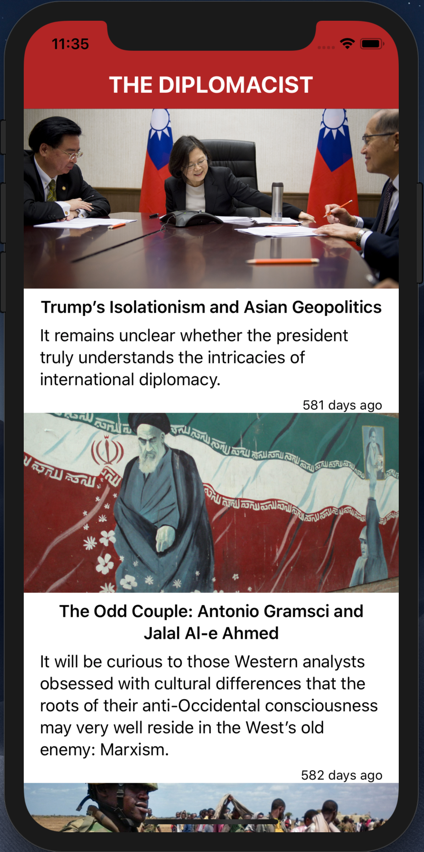 11:35
THE DIPLOMACIST
Trump’s Isolationism and Asian Geopolitics
It remains unclear whether the president
truly understands the intricacies of
international diplomacy.
581 days ago
The Odd Couple: Antonio Gramsci and
Jalal Al-e Ahmed
It will be curious to those Western analysts
obsessed with cultural differences that the
roots of their anti-Occidental consciousness
may very well reside in the West’s old
enemy: Marxism.
582 days ago